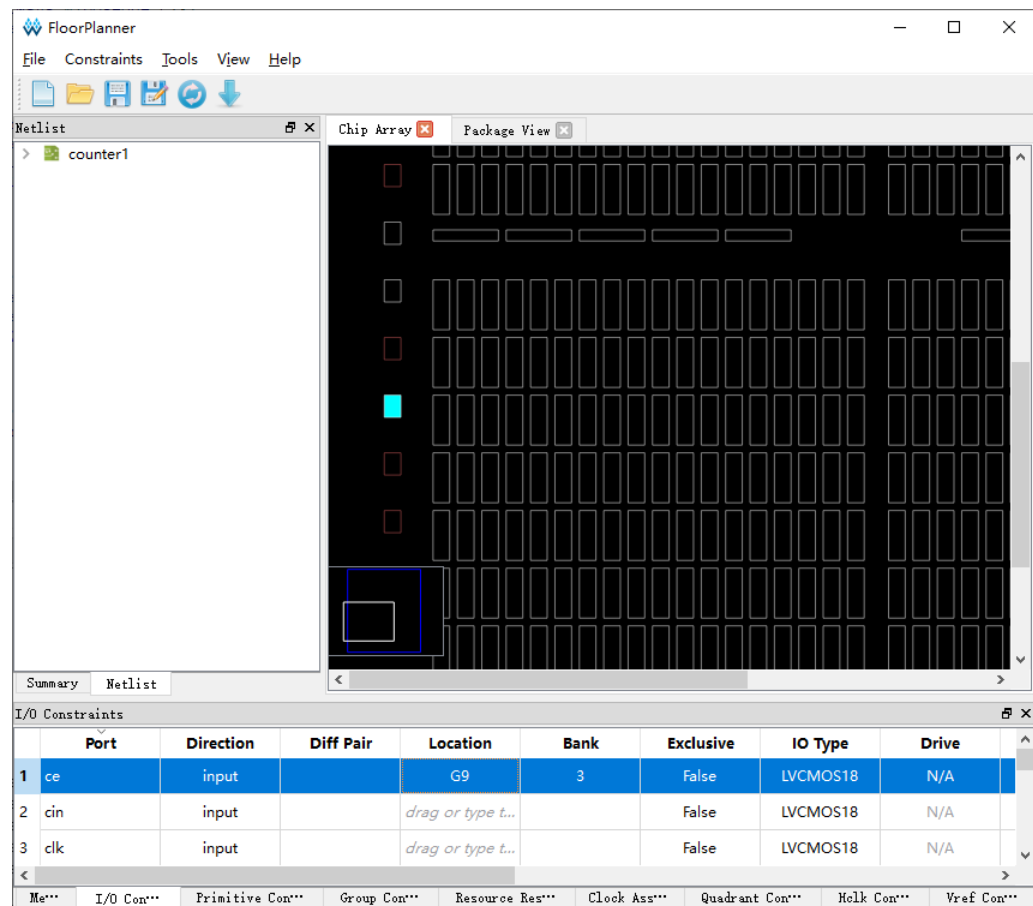 FloorPlanner
File Constraints Tools View Help
Netlist
Chip Array Package View
counter1
Summary Netlist
I/O Constraints
Port Direction Diff Pair Location Bank Exclusive IO Type Drive
1 ce input G9 3 False LVCMOS18 N/A
2 cin input drag or type t... False LVCMOS18 N/A
3 clk input drag or type t... False LVCMOS18 N/A
Me... I/O Con... Primitive Con... Group Con... Resource Res... Clock Ass... Quadrant Con... Hclk Con... Vref Con...